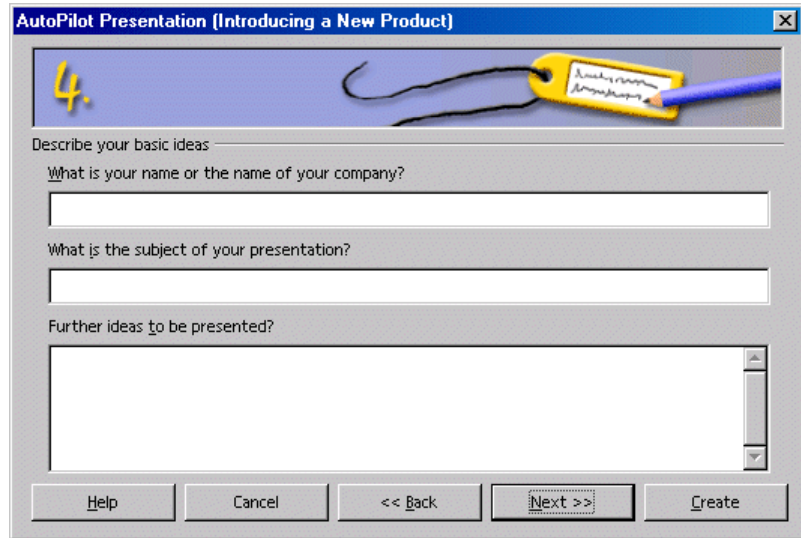 AutoPilot Presentation (Introducing a New Product)
4.
Describe your basic ideas
What is your name or the name of your company?
What is the subject of your presentation?
Further ideas to be presented?
Help Cancel << Back Next >> Create